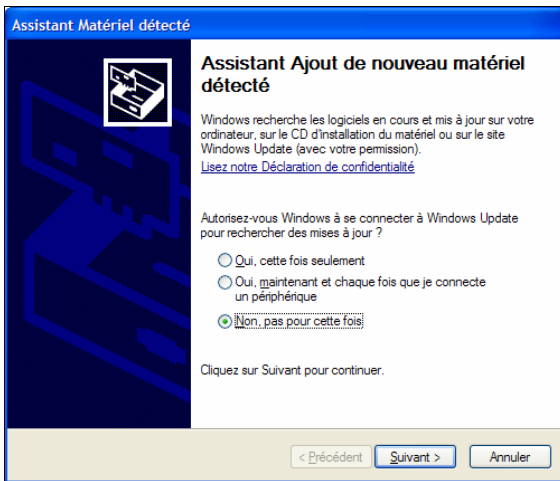 Assistant Matériel détecté
Assistant Ajout de nouveau matériel
détecté
Windows recherche les logiciels en cours et mis à jour sur votre
ordinateur, sur le CD d'installation du matériel ou sur le site
Windows Update (avec votre permission).
Lisez notre Déclaration de confidentialité
Autorisez-vous Windows à se connecter à Windows Update
pour rechercher des mises à jour ?
Oui, cette fois seulement
Oui, maintenant et chaque fois que je connecte
un périphérique
Non, pas pour cette fois
Cliquez sur Suivant pour continuer.
< Précédent Suivant > Annuler